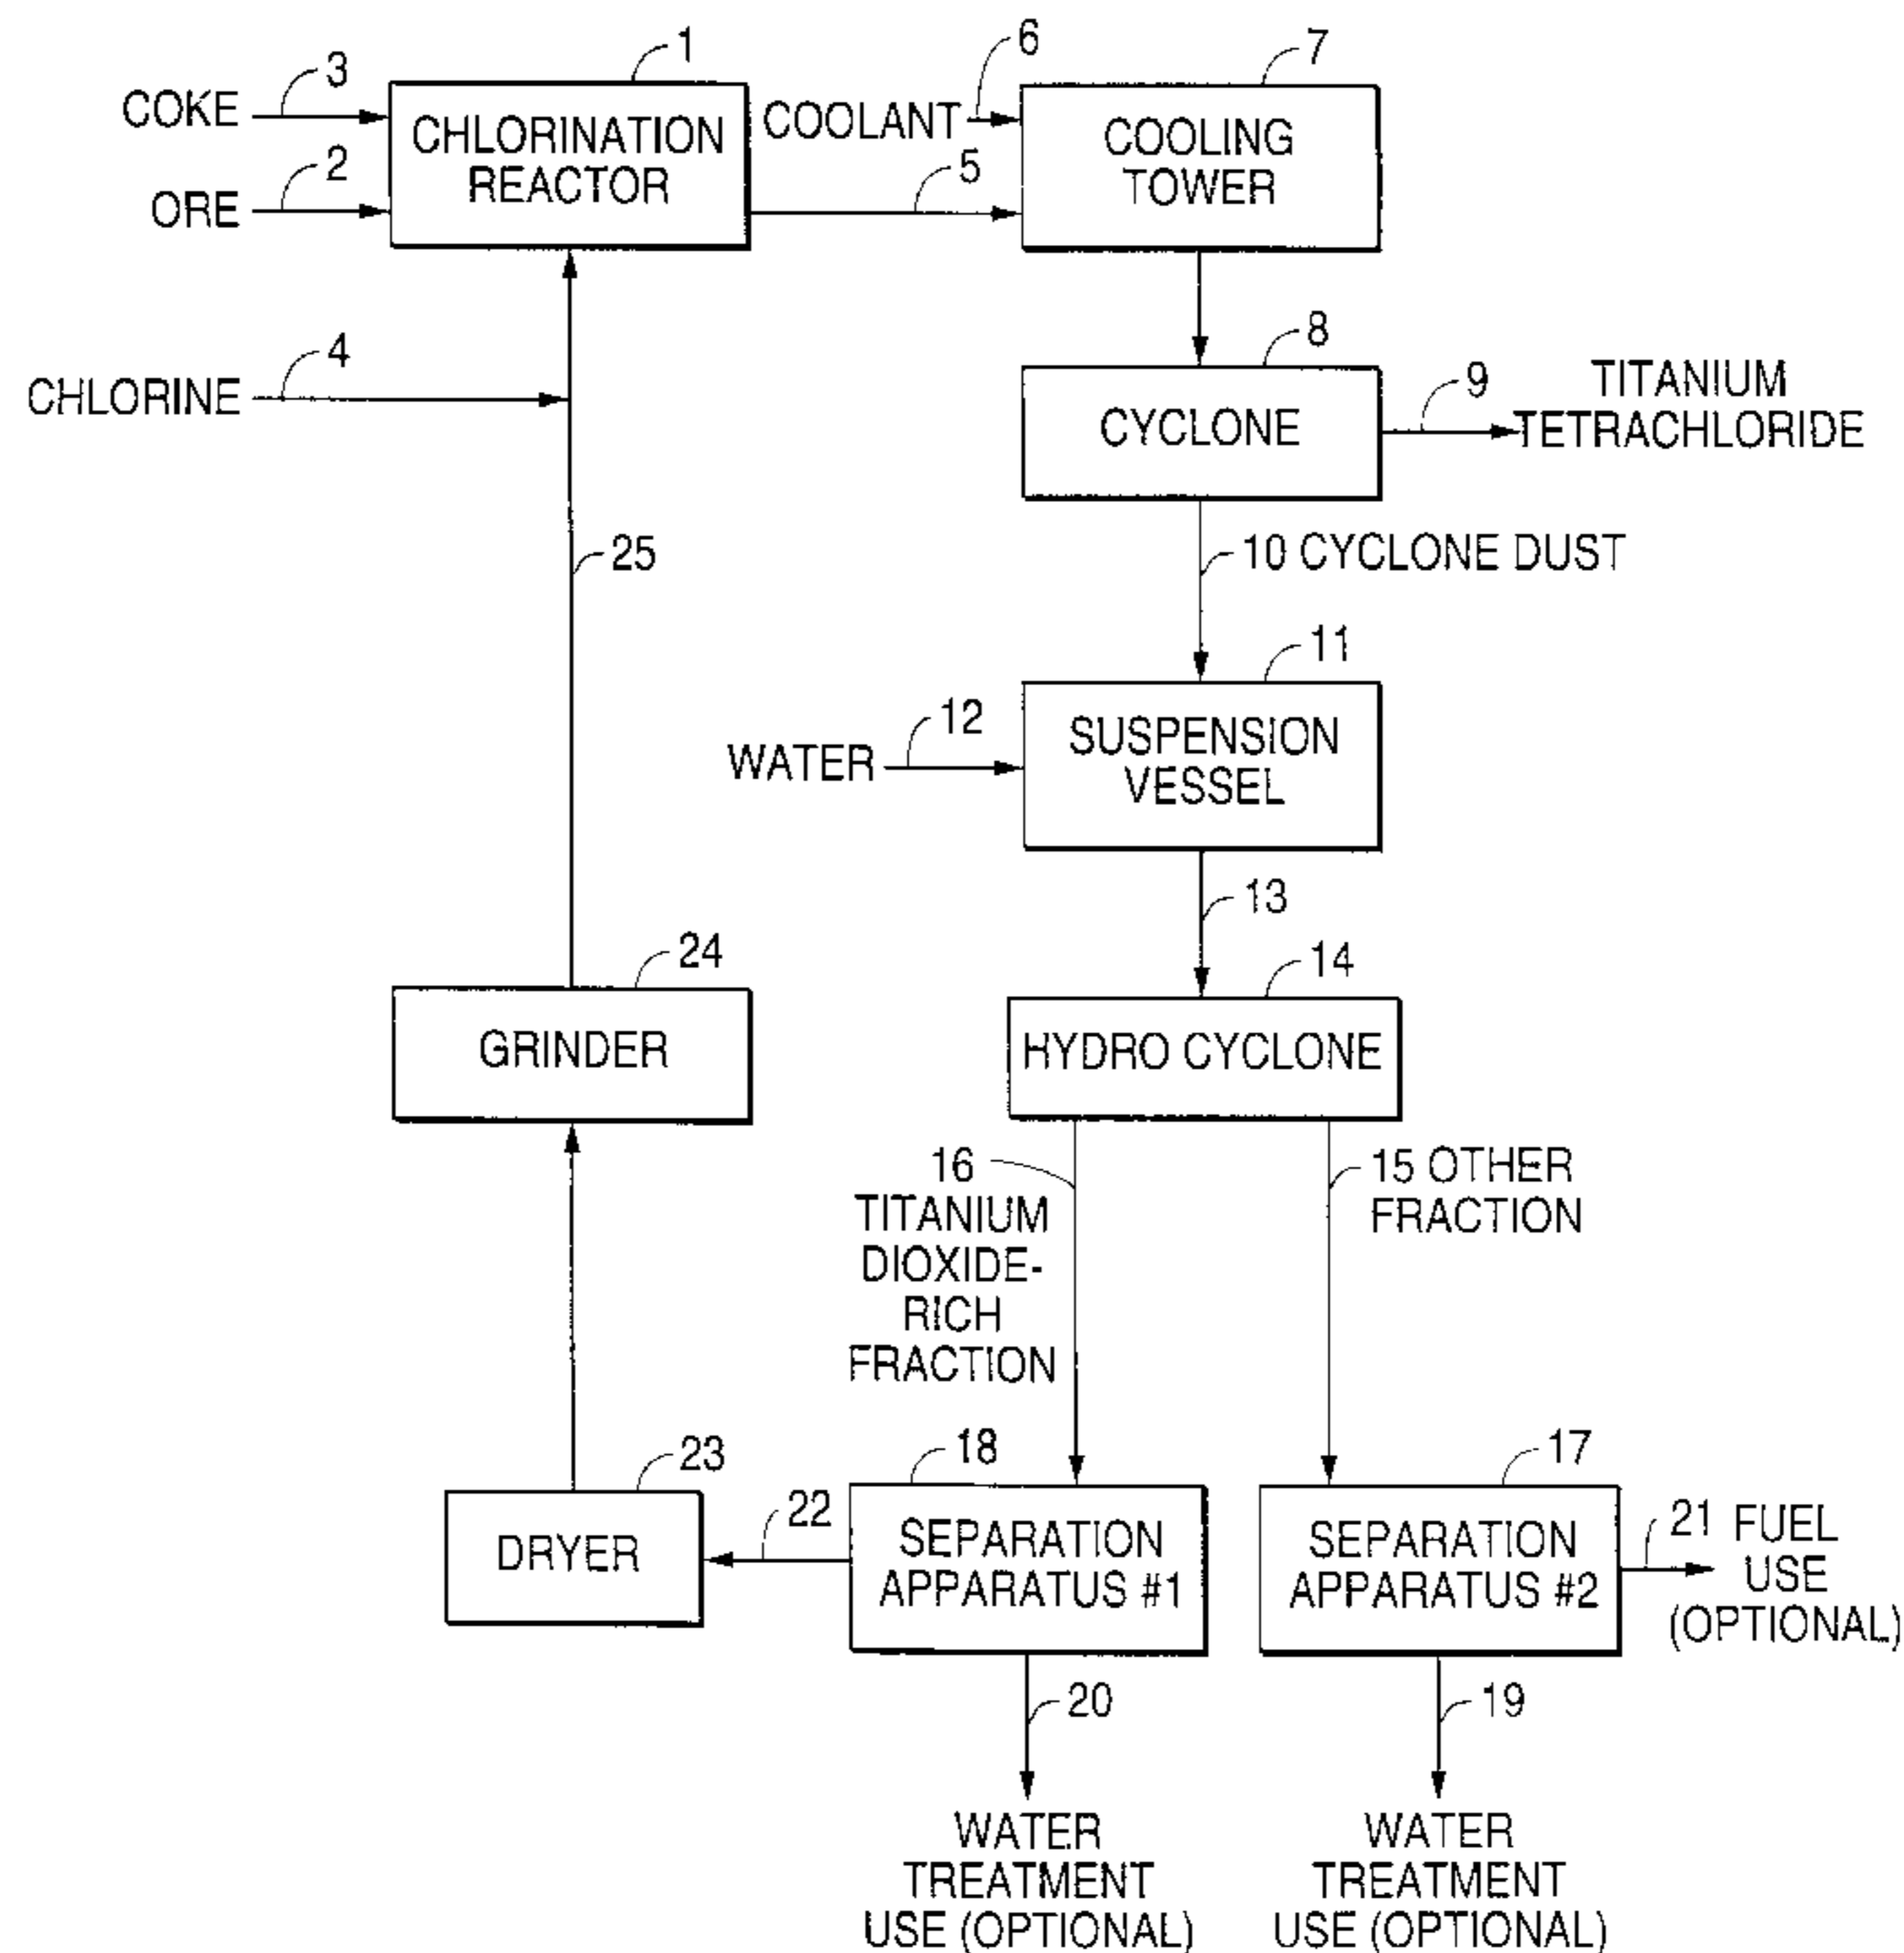 1
6
7
3
COKE
CHLORINATION
REACTOR
COOLANT
COOLING
TOWER
2
5
ORE
8
4
CHLORINE
9
TITANIUM
TETRACHLORIDE
CYCLONE
25
10 CYCLONE DUST
11
12
WATER
SUSPENSION
VESSEL
13
24
14
GRINDER
HYDRO CYCLONE
16
TITANIUM
DIOXIDE-
RICH
FRACTION
15 OTHER
FRACTION
23
18
17
22
DRYER
SEPARATION
APPARATUS #1
SEPARATION
APPARATUS #2
21 FUEL
USE
(OPTIONAL)
20
19
WATER
TREATMENT
USE (OPTIONAL)
WATER
TREATMENT
USE (OPTIONAL)